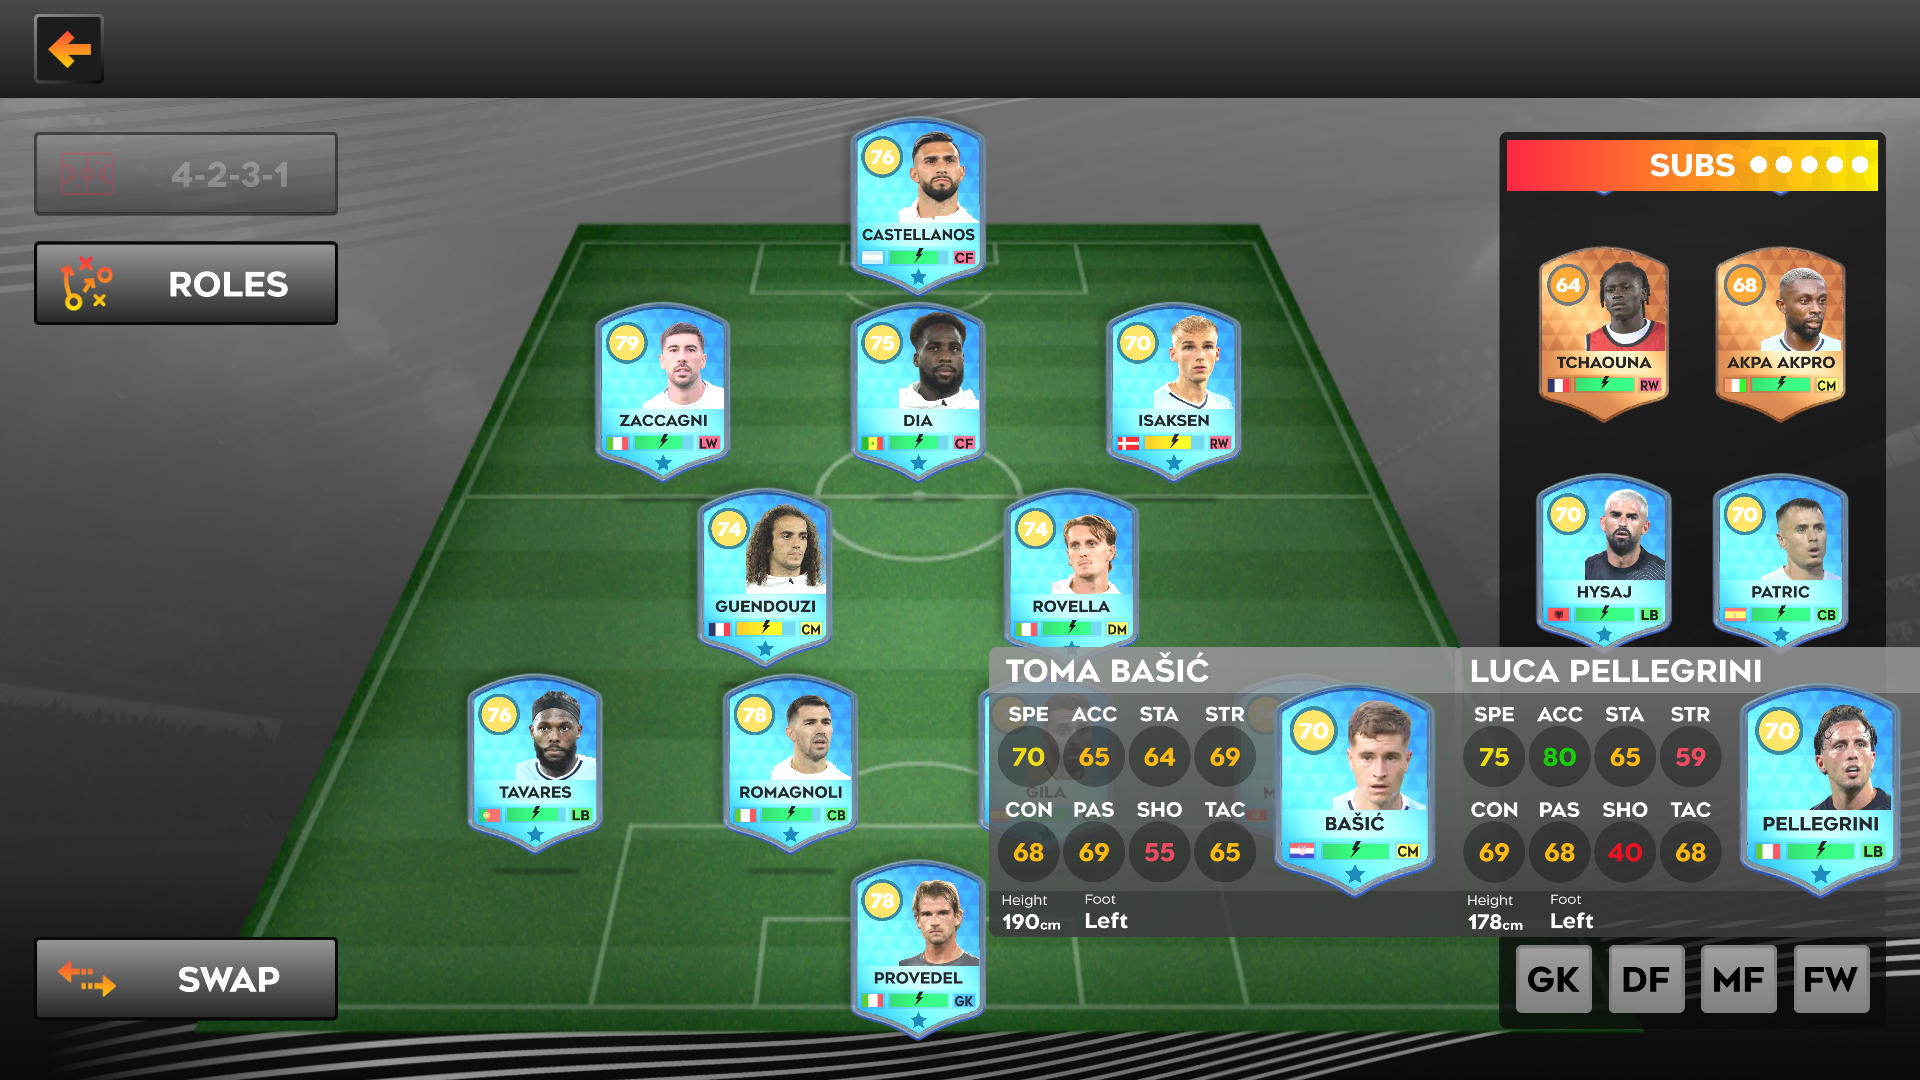 4-2-3-1
ROLES
SWAP
76
CASTELLANOS
CF
79
ZACCAGNI
LW
75
DIA
CF
70
ISAKSEN
RW
74
GUENDOUZI
CM
74
ROVELLA
DM
76
TAVARES
LB
78
ROMAGNOLI
CB
GILA
78
PROVEDEL
GK
SUBS
64
TCHAOUNA
RW
68
AKPA AKPRO
CM
70
HYSAJ
LB
70
PATRIC
CB
TOMA BAŠIĆ
SPE ACC STA STR
70 65 64 69
CON PAS SHO TAC
68 69 55 65
Height Foot
190cm Left
70
BAŠIĆ
CM
LUCA PELLEGRINI
SPE ACC STA STR
75 80 65 59
CON PAS SHO TAC
69 68 40 68
Height Foot
178cm Left
70
PELLEGRINI
LB
GK DF MF FW